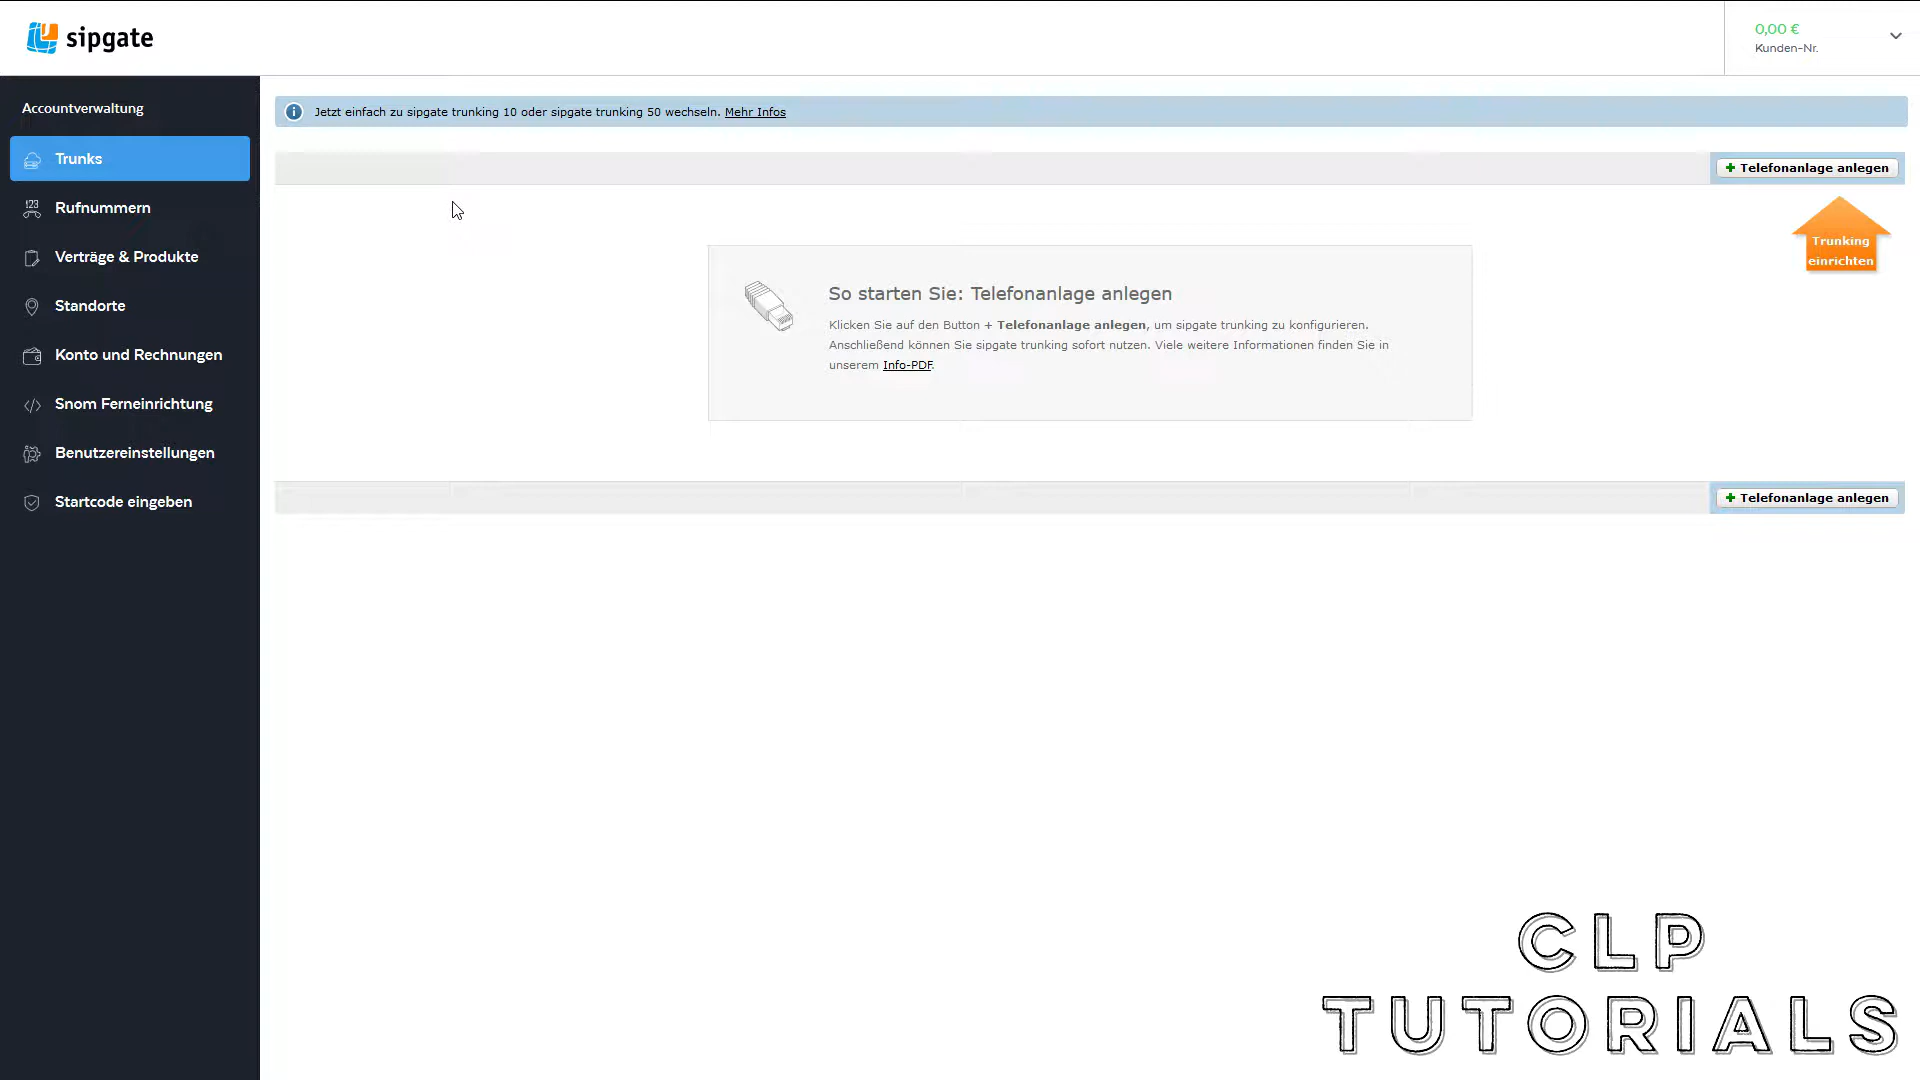 sipgate
0,00 €
Kunden-Nr.
Accountverwaltung
Trunks
Rufnummern
Verträge & Produkte
Standorte
Konto und Rechnungen
Snom Ferneinrichtung
Benutzereinstellungen
Startcode eingeben
Jetzt einfach zu sipgate trunking 10 oder sipgate trunking 50 wechseln. Mehr Infos
+ Telefonanlage anlegen
Trunking
einrichten
So starten Sie: Telefonanlage anlegen
Klicken Sie auf den Button + Telefonanlage anlegen, um sipgate trunking zu konfigurieren.
Anschließend können Sie sipgate trunking sofort nutzen. Viele weitere Informationen finden Sie in
unserem Info-PDF.
+ Telefonanlage anlegen
CLP
TUTORIALS